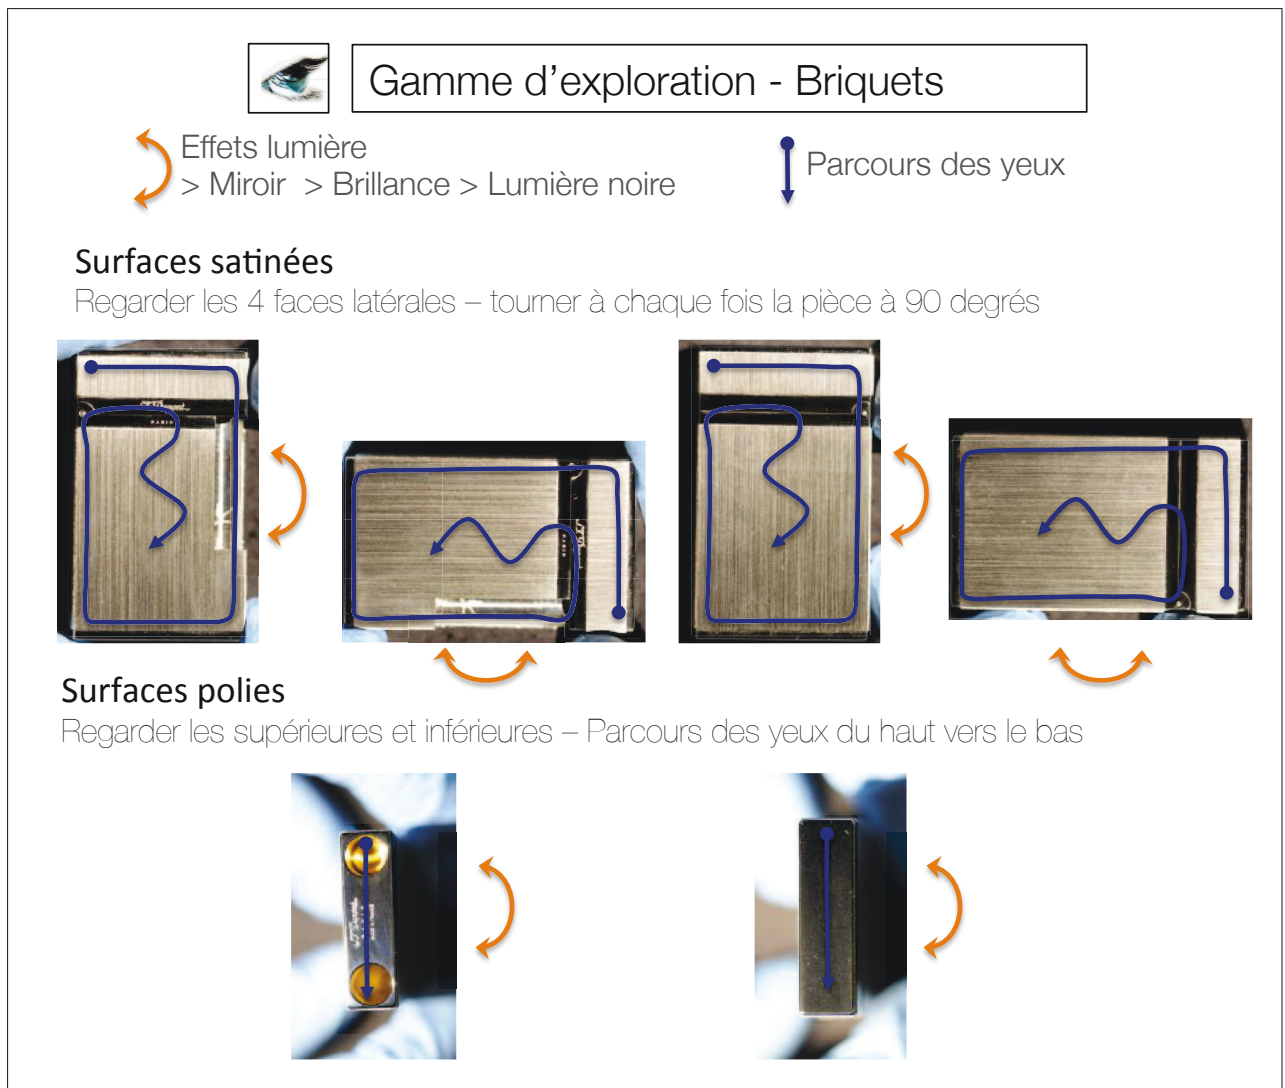 Gamme d'exploration - Briquets
Effets lumière
> Miroir > Brillance > Lumière noire
Parcours des yeux
Surfaces satinées
Regarder les 4 faces latérales – tourner à chaque fois la pièce à 90 degrés
PARIS
PARIS
Surfaces polies
Regarder les supérieures et inférieures – Parcours des yeux du haut vers le bas